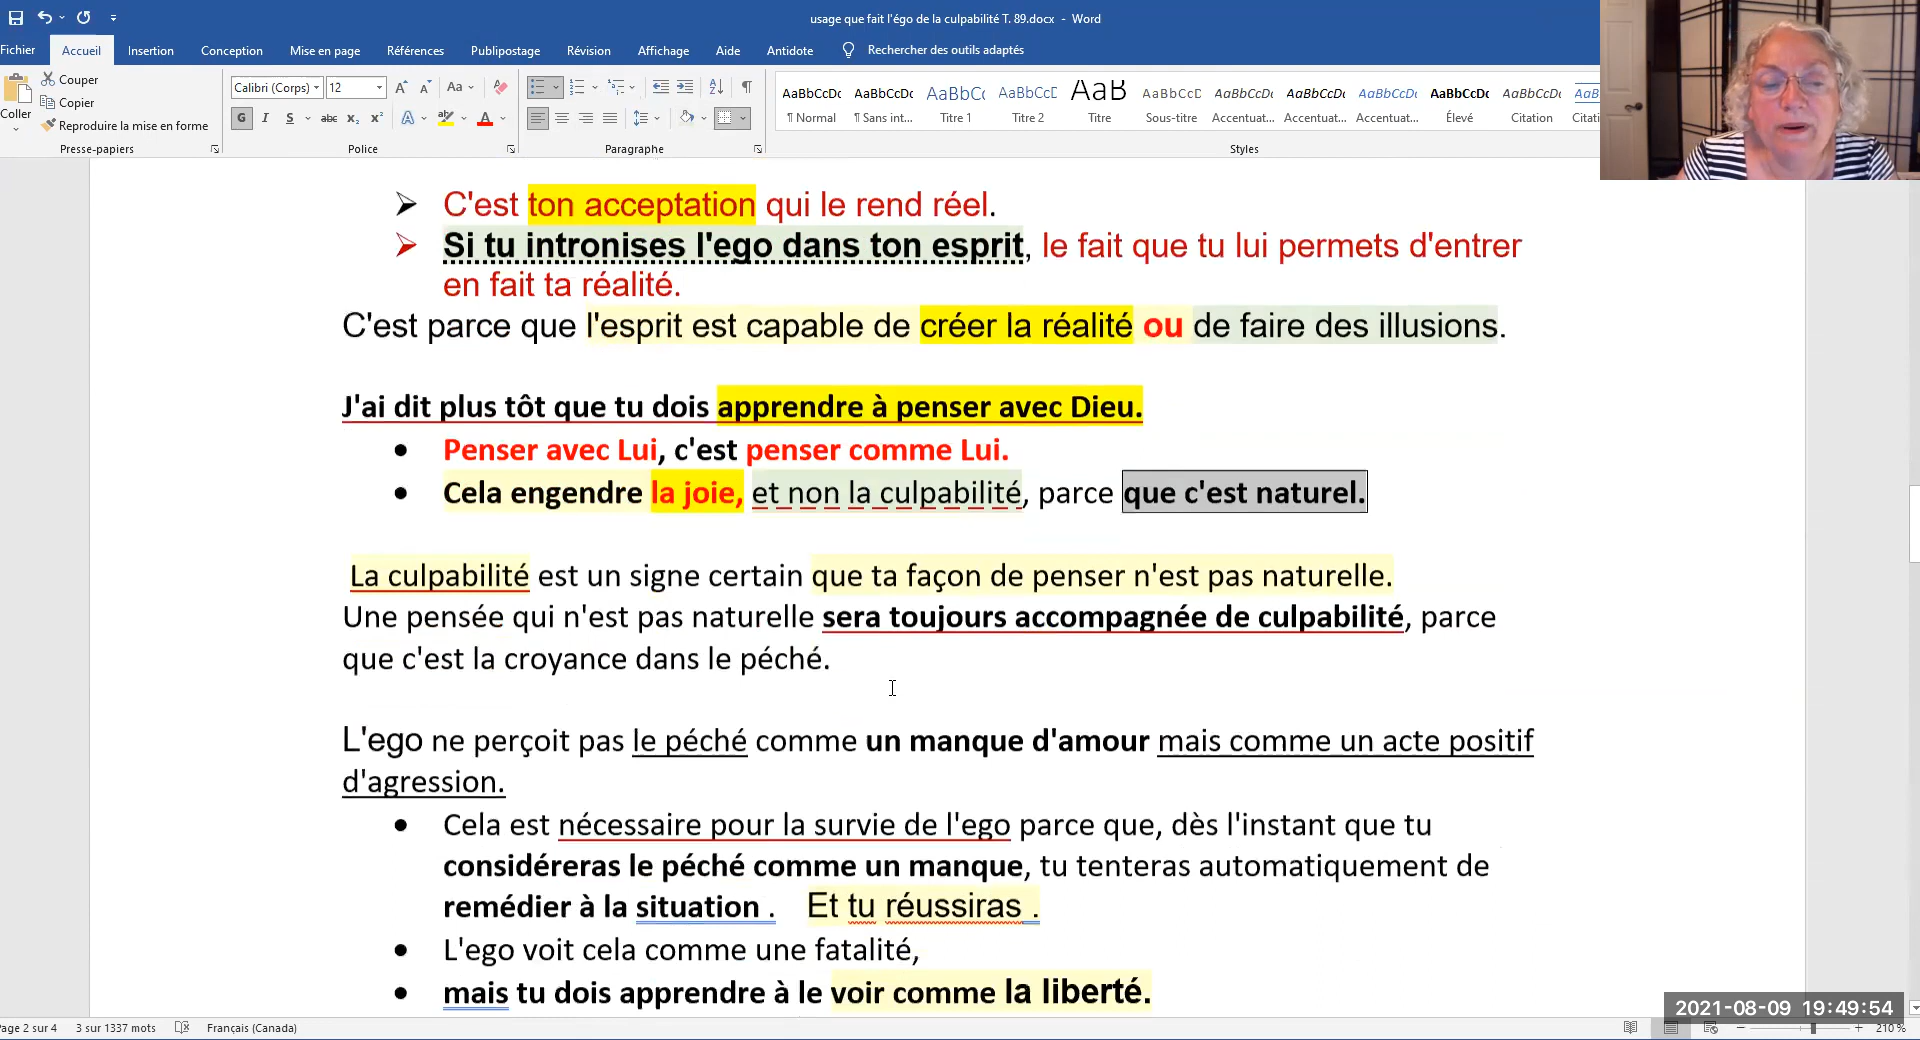 usage que fait l'égo de la culpabilité T. 89.docx - Word
Fichier Accueil Insertion Conception Mise en page Références Publipostage Révision Affichage Aide Antidote Rechercher des outils adaptés
Coller
Couper
Copier
Reproduire la mise en forme
Presse-papiers
Calibri (Corps) 12 Aa
G I S abc x₂ x² A A
Police
Paragraphe
AaBbCcDc AaBbCcDc AaBbCc AaBbCcD AaB AaBbCcD AaBbCcDc AaBbCcDc AaBbCcDc AaBbCcDc AaBbCcDc AaBbCcDc
¶ Normal ¶ Sans int... Titre 1 Titre 2 Titre Sous-titre Accentuat... Accentuat... Accentuat... Élevé Citation Citati
Styles
C'est ton acceptation qui le rend réel.
Si tu intronises l'ego dans ton esprit, le fait que tu lui permets d'entrer
en fait ta réalité.
C'est parce que l'esprit est capable de créer la réalité ou de faire des illusions.
J'ai dit plus tôt que tu dois apprendre à penser avec Dieu.
• Penser avec Lui, c'est penser comme Lui.
• Cela engendre la joie, et non la culpabilité, parce que c'est naturel.
La culpabilité est un signe certain que ta façon de penser n'est pas naturelle.
Une pensée qui n'est pas naturelle sera toujours accompagnée de culpabilité, parce
que c'est la croyance dans le péché.
L'ego ne perçoit pas le péché comme un manque d'amour mais comme un acte positif
d'agression.
• Cela est nécessaire pour la survie de l'ego parce que, dès l'instant que tu
considéreras le péché comme un manque, tu tenteras automatiquement de
remédier à la situation . Et tu réussiras .
• L'ego voit cela comme une fatalité,
• mais tu dois apprendre à le voir comme la liberté.
2021-08-09 19:49:54
Page 2 sur 4 3 sur 1337 mots Français (Canada) 210 %